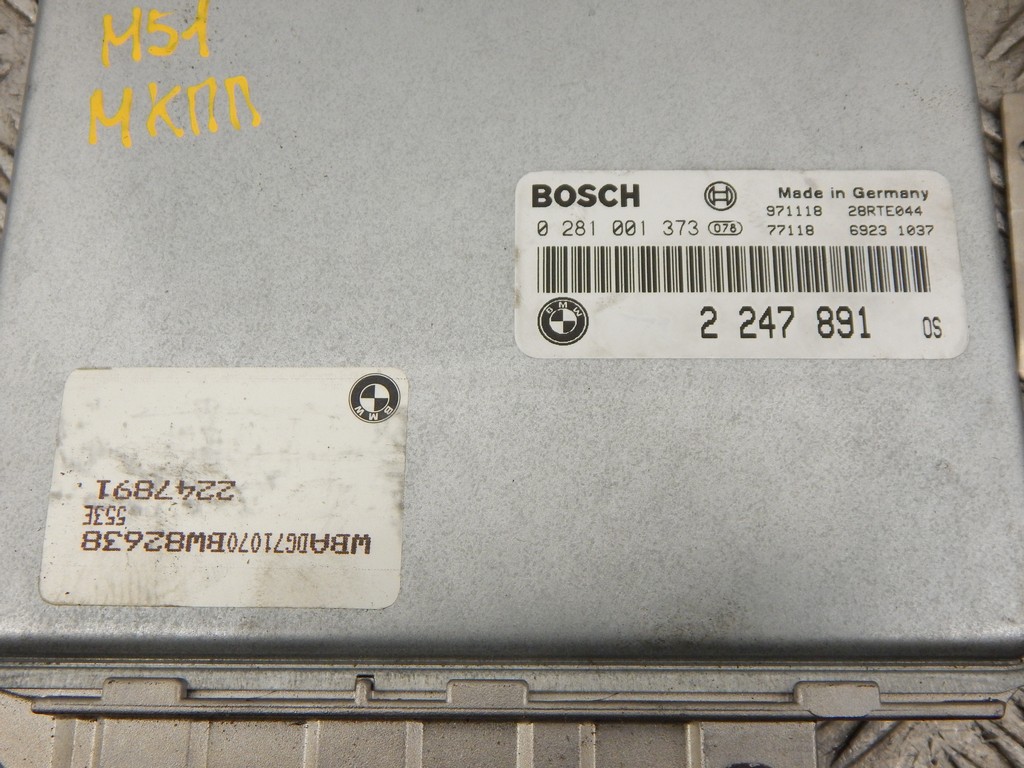 M51
МКПП
BOSCH
Made in Germany
971118 28RTE044
0 281 001 373 078 77118 6923 1037
BMW
2 247 891 OS
BMW
WBADG71070BW82638
553E
2247891